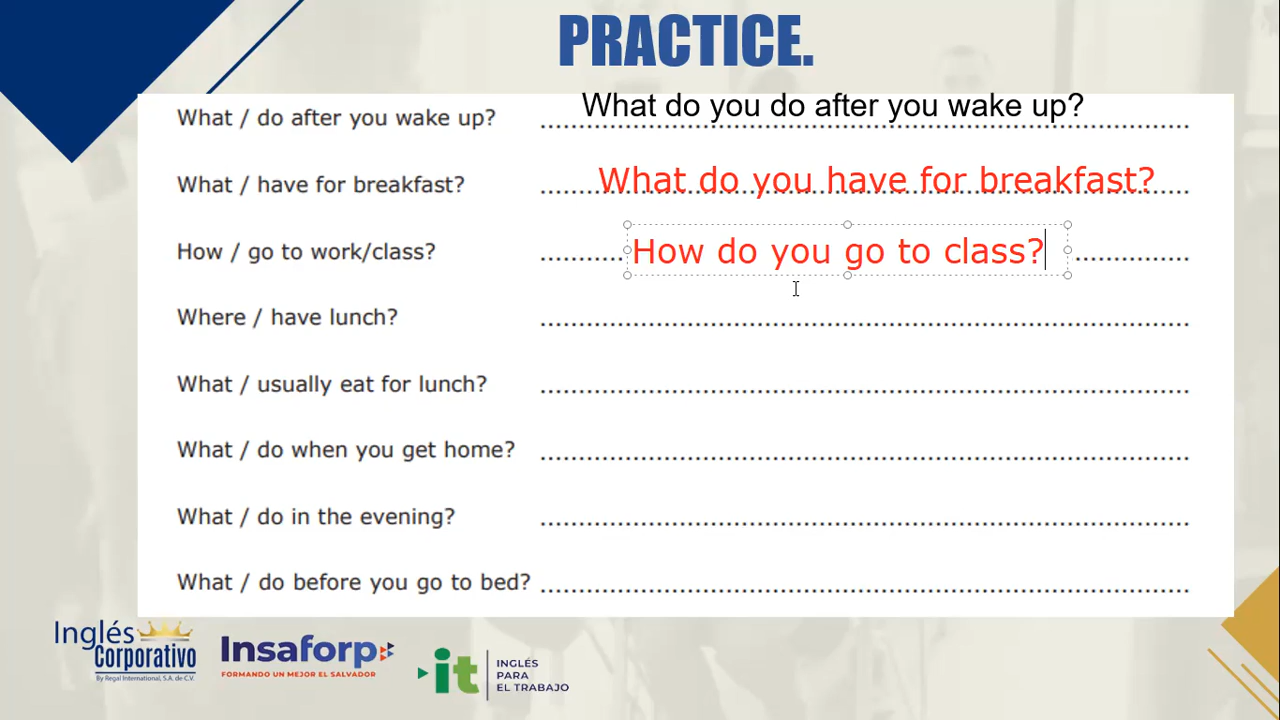 PRACTICE.
What / do after you wake up? What do you do after you wake up?
What / have for breakfast? What do you have for breakfast?
How / go to work/class? How do you go to class?
Where / have lunch?
What / usually eat for lunch?
What / do when you get home?
What / do in the evening?
What / do before you go to bed?
Inglés
Corporativo
By Regal International, S.A. de C.V.
Insaforp
FORMANDO UN MEJOR EL SALVADOR
it
INGLÉS
PARA
EL TRABAJO